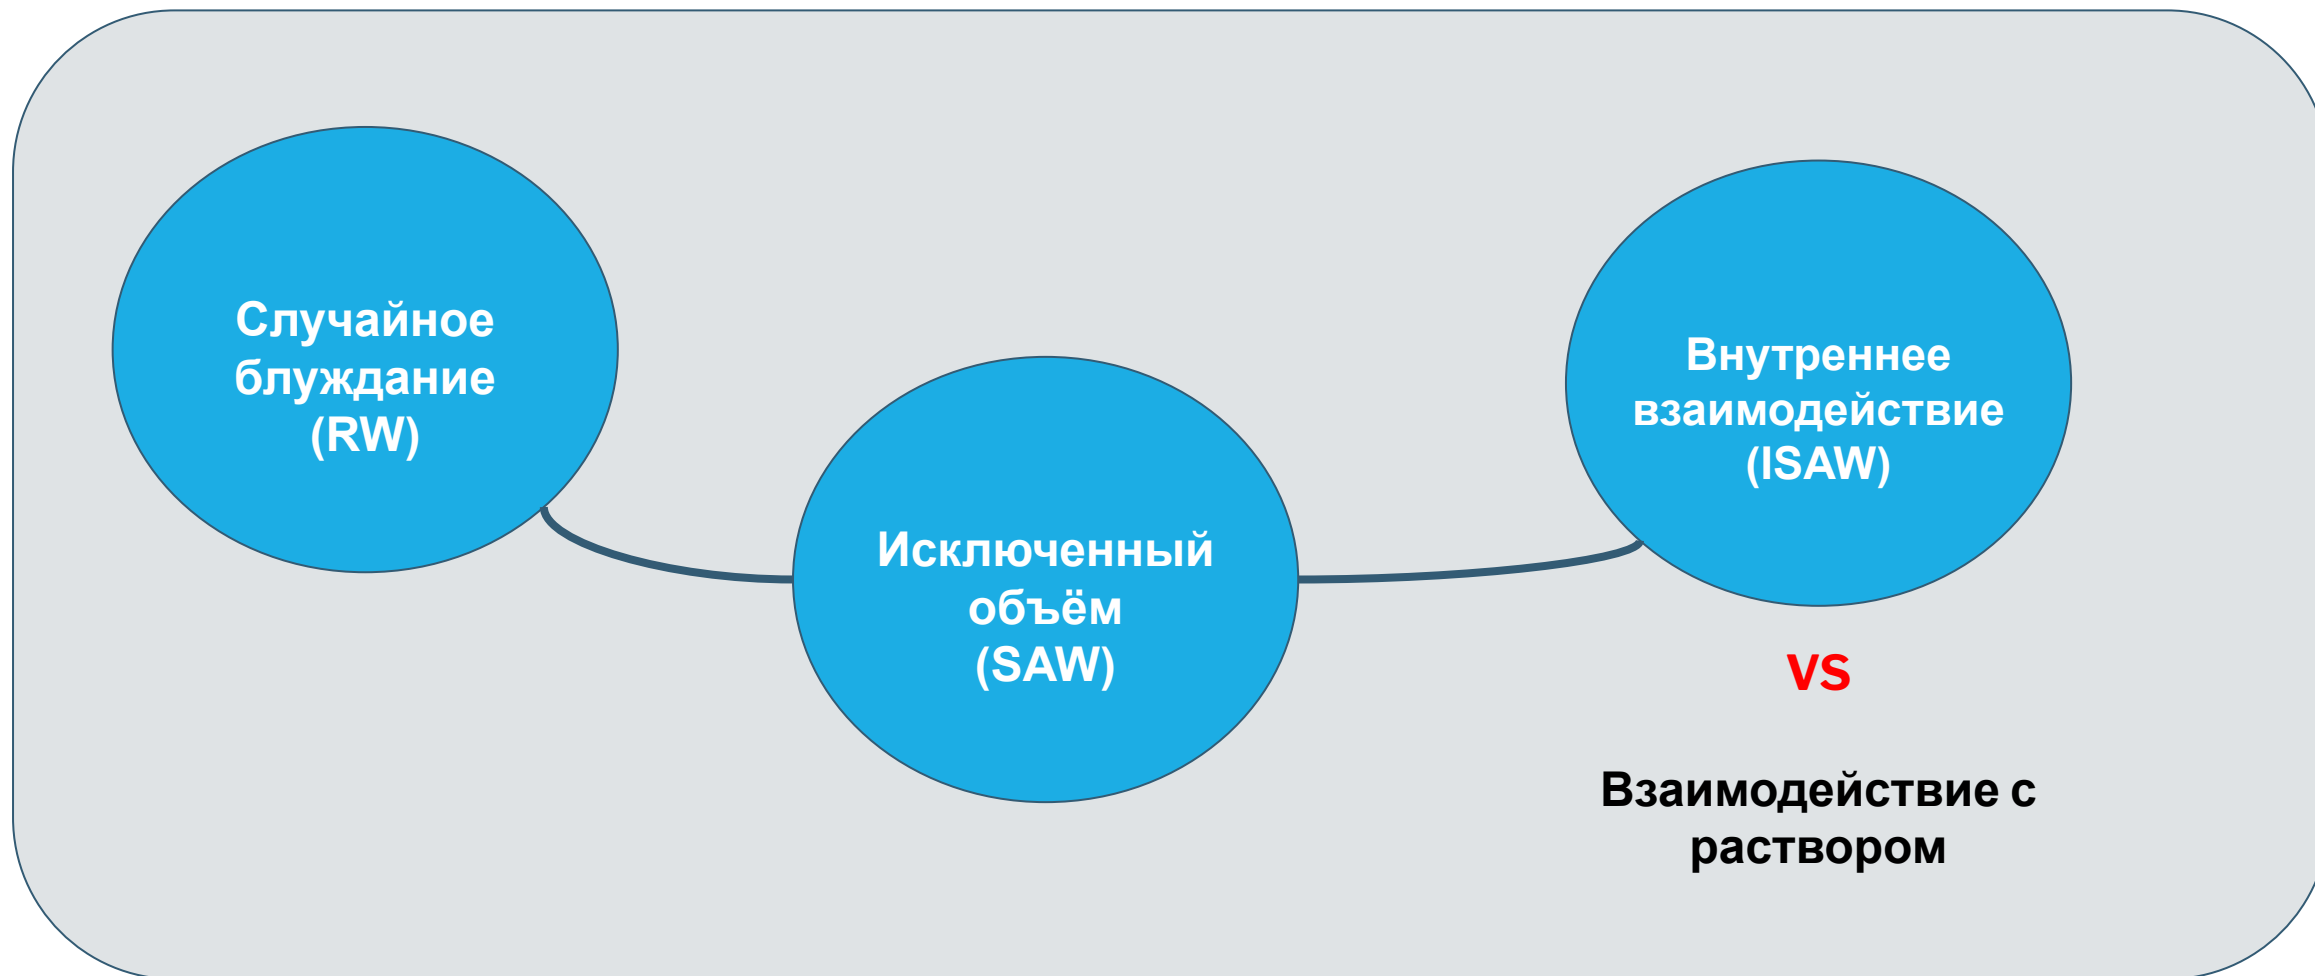 Случайное
блуждание
(RW)
Исключенный
объём
(SAW)
Внутреннее
взаимодействие
(ISAW)
VS
Взаимодействие с
раствором